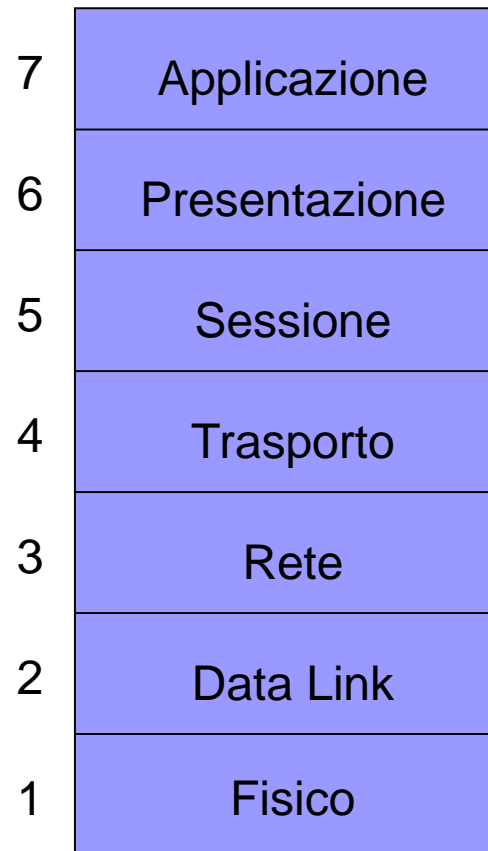 7 Applicazione
6 Presentazione
5 Sessione
4 Trasporto
3 Rete
2 Data Link
1 Fisico